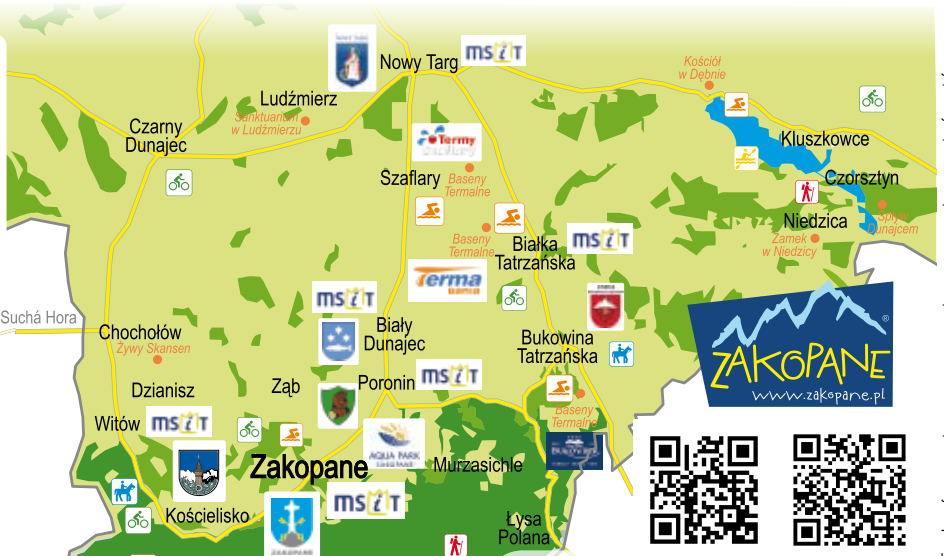 Nowy Targ
msiT
Kościół
w Dębnie
Ludźmierz
Sanktuarium
w Ludźmierzu
Czarny
Dunajec
Termy
Kluszkowce
Szaflary
Baseny
Termalne
Czorsztyn
Niedzica
Spływ
Dunajcem
Zamek
w Niedzicy
Baseny
Termalne
Białka
Tatrzańska
msiT
Terma
BANIA
msiT
Suchá Hora
Chochołów
Żywy Skansen
Biały
Dunajec
Bukowina
Tatrzańska
ZAKOPANE
®
www.zakopane.pl
Dzianisz
Ząb
Poronin
msiT
Witów
msiT
Baseny
Termalne
AQUA PARK
ZAKOPANE
Zakopane
Murzasichle
msiT
Kościelisko
Łysa
Polana
ZAKOPANE